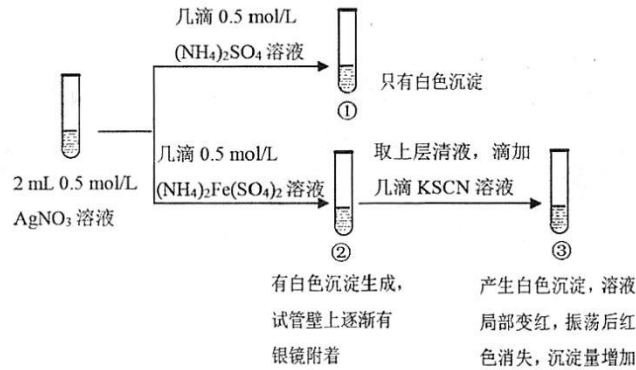 几滴 0.5 mol/L
(NH₄)₂SO₄ 溶液
只有白色沉淀
①
2 mL 0.5 mol/L
AgNO₃ 溶液
几滴 0.5 mol/L
(NH₄)₂Fe(SO₄)₂ 溶液
取上层清液，滴加
几滴 KSCN 溶液
②
③
有白色沉淀生成，
试管壁上逐渐有
银镜附着
产生白色沉淀，溶液
局部变红，振荡后红
色消失，沉淀量增加